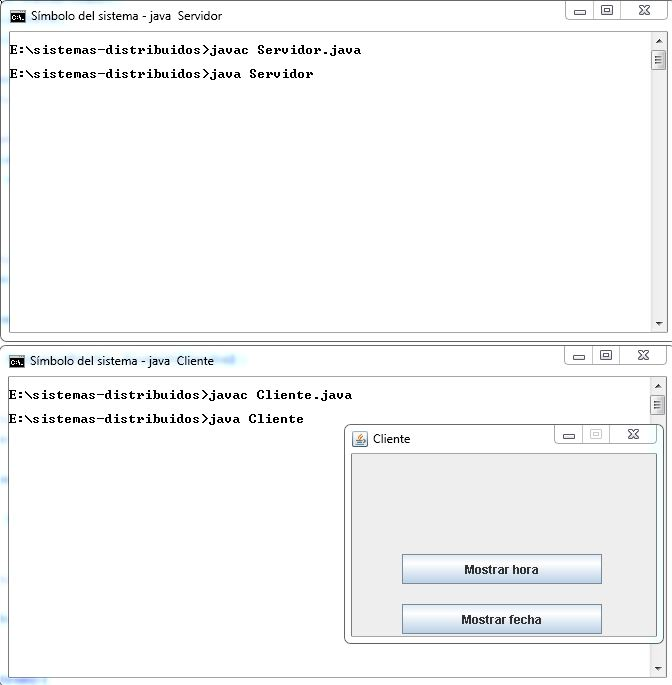 Símbolo del sistema - java  Servidor
E:\sistemas-distribuidos>javac Servidor.java
E:\sistemas-distribuidos>java Servidor
Símbolo del sistema - java  Cliente
E:\sistemas-distribuidos>javac Cliente.java
E:\sistemas-distribuidos>java Cliente
Cliente
Mostrar hora
Mostrar fecha